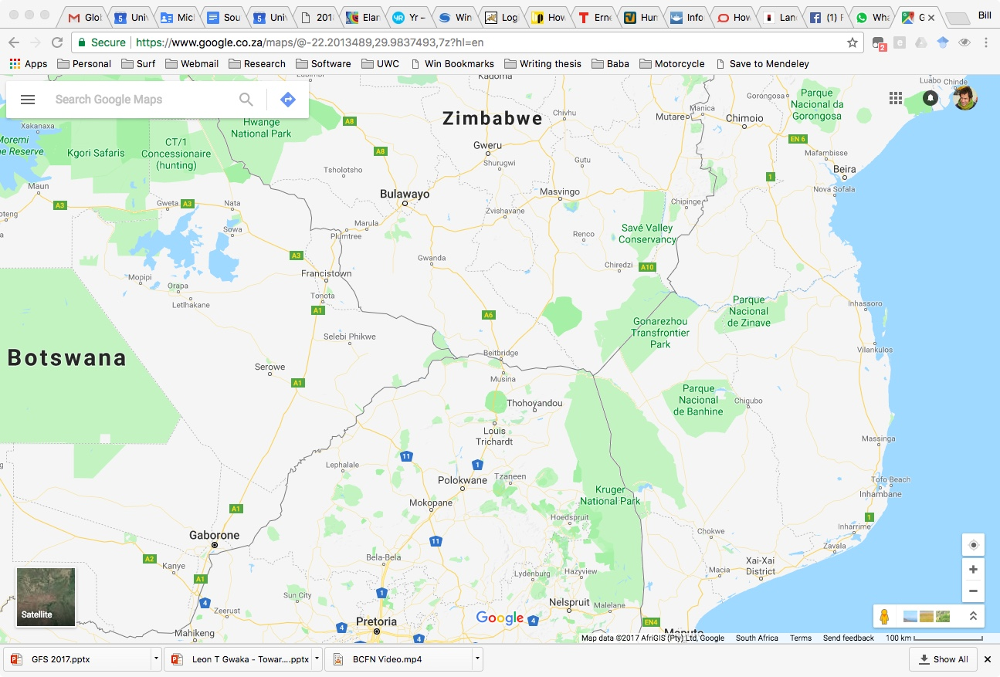 Glo
Univ
Mic
Sou
Univ
201
Elan
Yr –
Win
Log
How
Erne
Hun
Info
How
Lan
(1) F
Wha
G
Bill
Secure
https://www.google.co.za/maps/@-22.2013489,29.9837493,7z?hl=en
2
Apps
Personal
Surf
Webmail
Research
Software
UWC
Win Bookmarks
Writing thesis
Baba
Motorcycle
Save to Mendeley
Search Google Maps
Kadoma
Luabo
Chinde
Gorongosa
Parque
Nacional da
Gorongosa
Zimbabwe
Chivhu
Mutare
Manica
Chimoio
Xakanaxa
Hwange
National Park
A8
EN 6
Kgori Safaris
CT/1
Concessionaire
(hunting)
A8
Gweru
Shurugwi
Gutu
Mafambisse
Beira
Nova Sofala
Tsholotsho
1
Maun
Bulawayo
Masvingo
A3
Gweta
A3
Nata
Zvishavane
Chipinge
Sowa
Marula
Plumtree
Renco
Savé Valley
Conservancy
A3
Gwanda
Chiredzi
A10
Mopipi
Orapa
Francistown
Letlhakane
Tonota
A1
A6
Parque
Nacional
de Zinave
Inhassoro
Gonarezhou
Transfrontier
Park
Selebi Phikwe
Botswana
Beitbridge
Vilankulos
Serowe
A1
Musina
Parque
Nacional
de Banhine
Chigubo
Thohoyandou
Louis
Trichardt
Massinga
11
Lephalale
1
Polokwane
Tzaneen
Tofo Beach
Inhambane
Kruger
National Park
Mokopane
A1
Hoedspruit
1
Gaborone
11
Chokwe
Inharrime
Zavala
A2
Kanye
Bela-Bela
Macia
Xai-Xai
District
A1
Lydenburg
Hazyview
4
Zeerust
Sun City
1
Nelspruit
Malelane
Satellite
Google
4
EN4
Pretoria
4
4
Mahikeng
Maputo
Map data ©2017 AfriGIS (Pty) Ltd, Google
South Africa
Terms
Send feedback
100 km
GFS 2017.pptx
Leon T Gwaka - Towar....pptx
BCFN Video.mp4
Show All